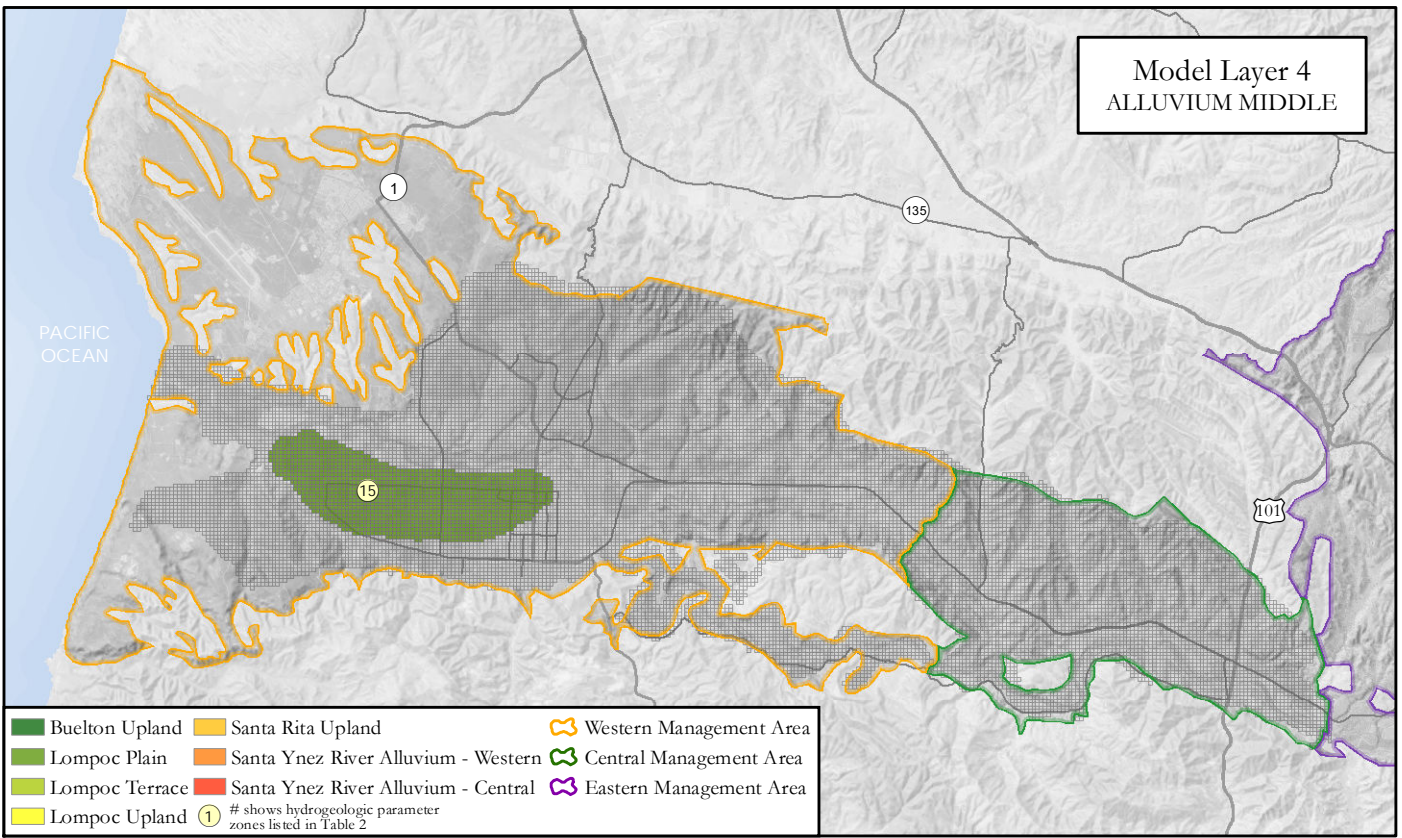 Model Layer 4
ALLUVIUM MIDDLE
1
135
PACIFIC
OCEAN
15
101
Buelton Upland
Lompoc Plain
Lompoc Terrace
Lompoc Upland
Santa Rita Upland
Santa Ynez River Alluvium - Western
Santa Ynez River Alluvium - Central
1
# shows hydrogeologic parameter
zones listed in Table 2
Western Management Area
Central Management Area
Eastern Management Area